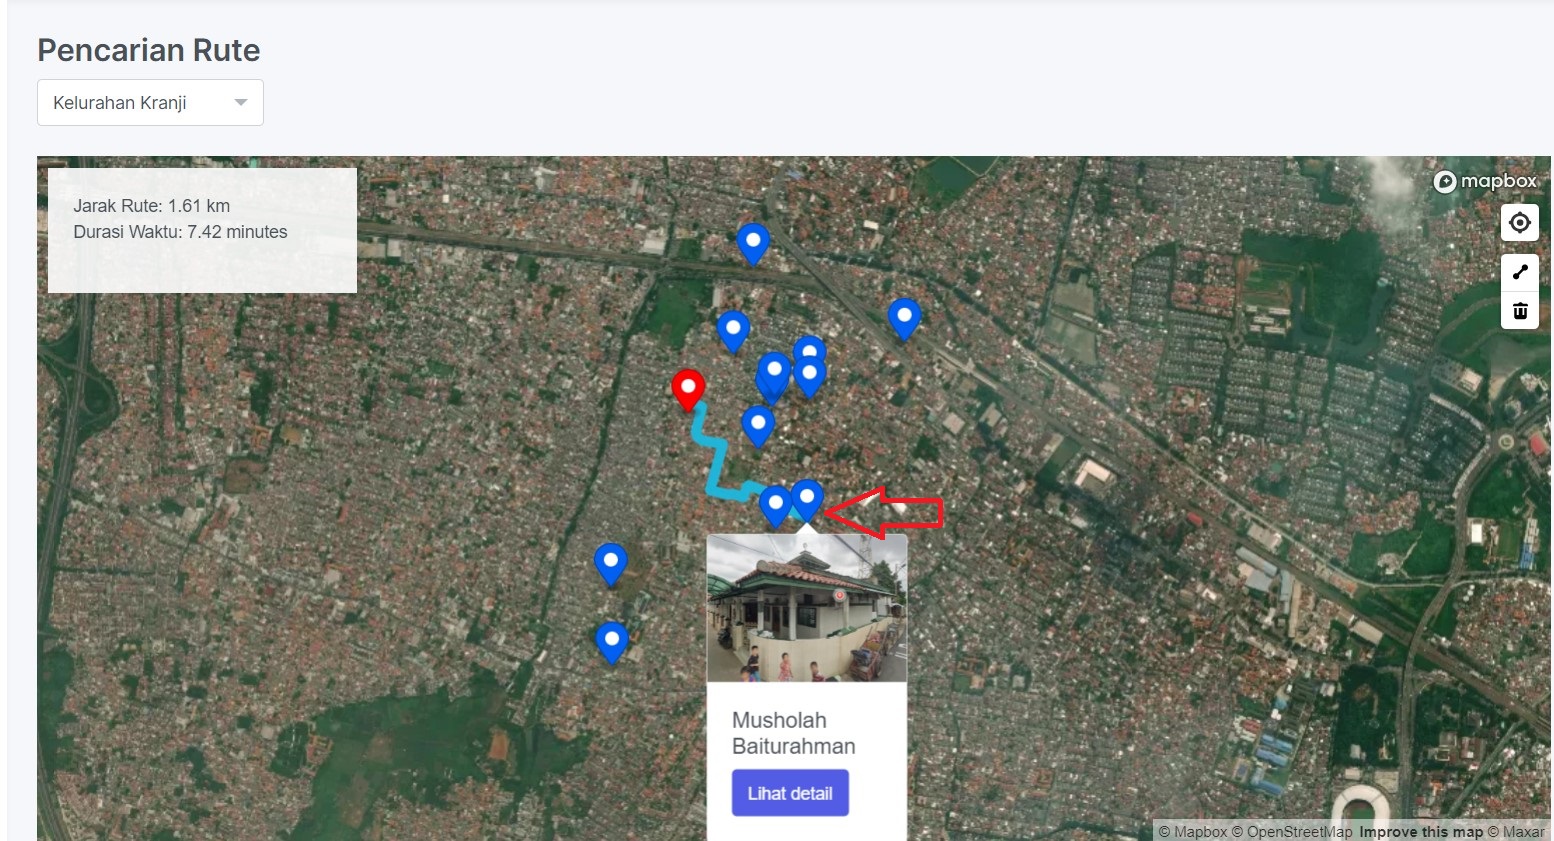 Pencarian Rute
Kelurahan Kranji
Jarak Rute: 1.61 km
Durasi Waktu: 7.42 minutes
mapbox
Musholah
Baiturahman
Lihat detail
© Mapbox © OpenStreetMap Improve this map © Maxar